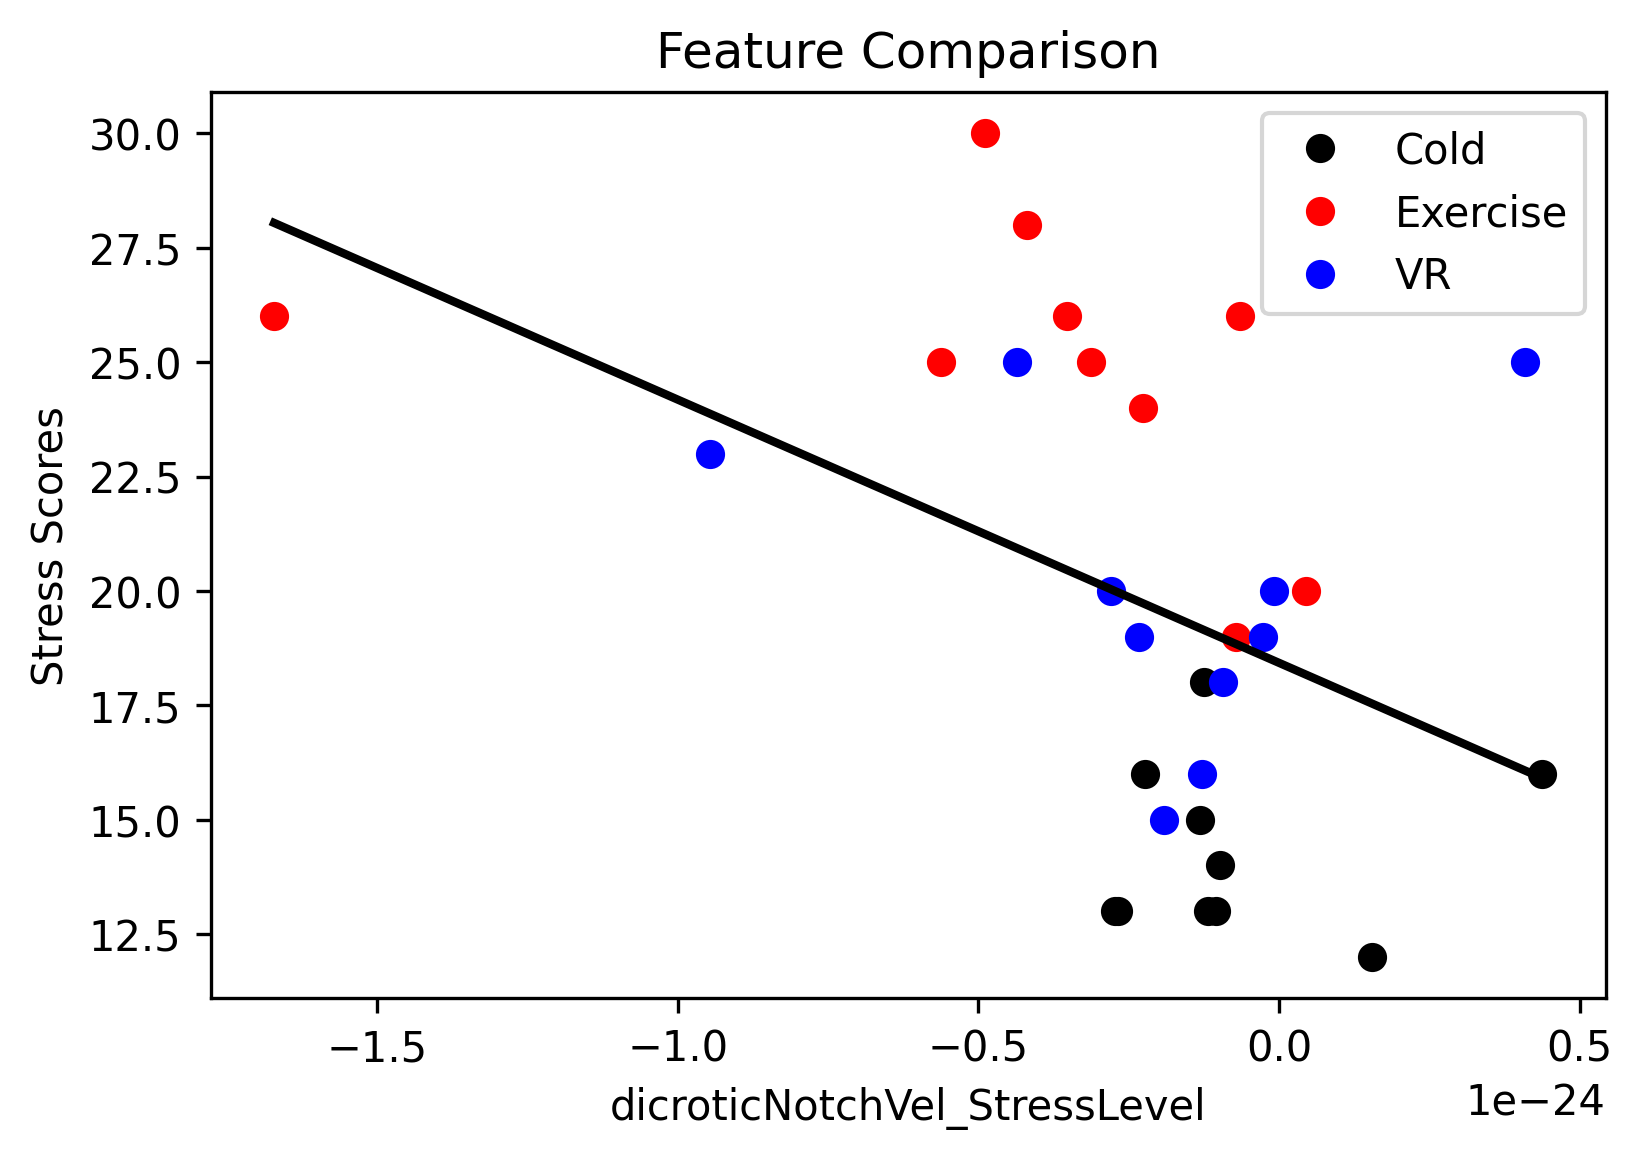 Feature Comparison
Cold
Exercise
VR
Stress Scores
30.0
27.5
25.0
22.5
20.0
17.5
15.0
12.5
−1.5 −1.0 −0.5 0.0 0.5
1e−24
dicroticNotchVel_StressLevel